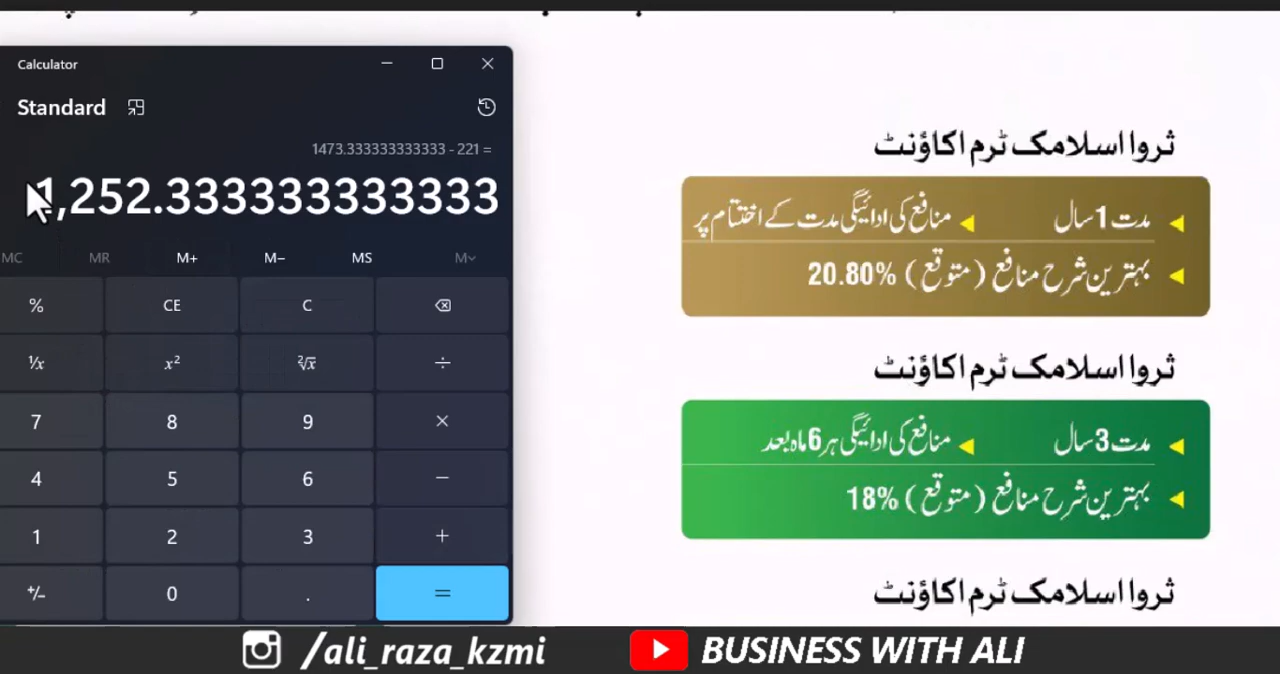 Calculator
Standard
1473.333333333333 - 221 =
,252.333333333333
MC MR M+ M− MS M
% CE C
⅟x x² ²√x ÷
7 8 9 ×
4 5 6 −
1 2 3 +
+/− 0 . =
ثروا اسلامک ٹرم اکاؤنٹ
مدت 1 سال منافع کی ادائیگی مدت کے اختتام پر
بہترین شرح منافع (متوقع) 20.80%
ثروا اسلامک ٹرم اکاؤنٹ
مدت 3 سال منافع کی ادائیگی ہر 6 ماہ بعد
بہترین شرح منافع (متوقع) 18%
ثروا اسلامک ٹرم اکاؤنٹ
/ali_raza_kzmi BUSINESS WITH ALI